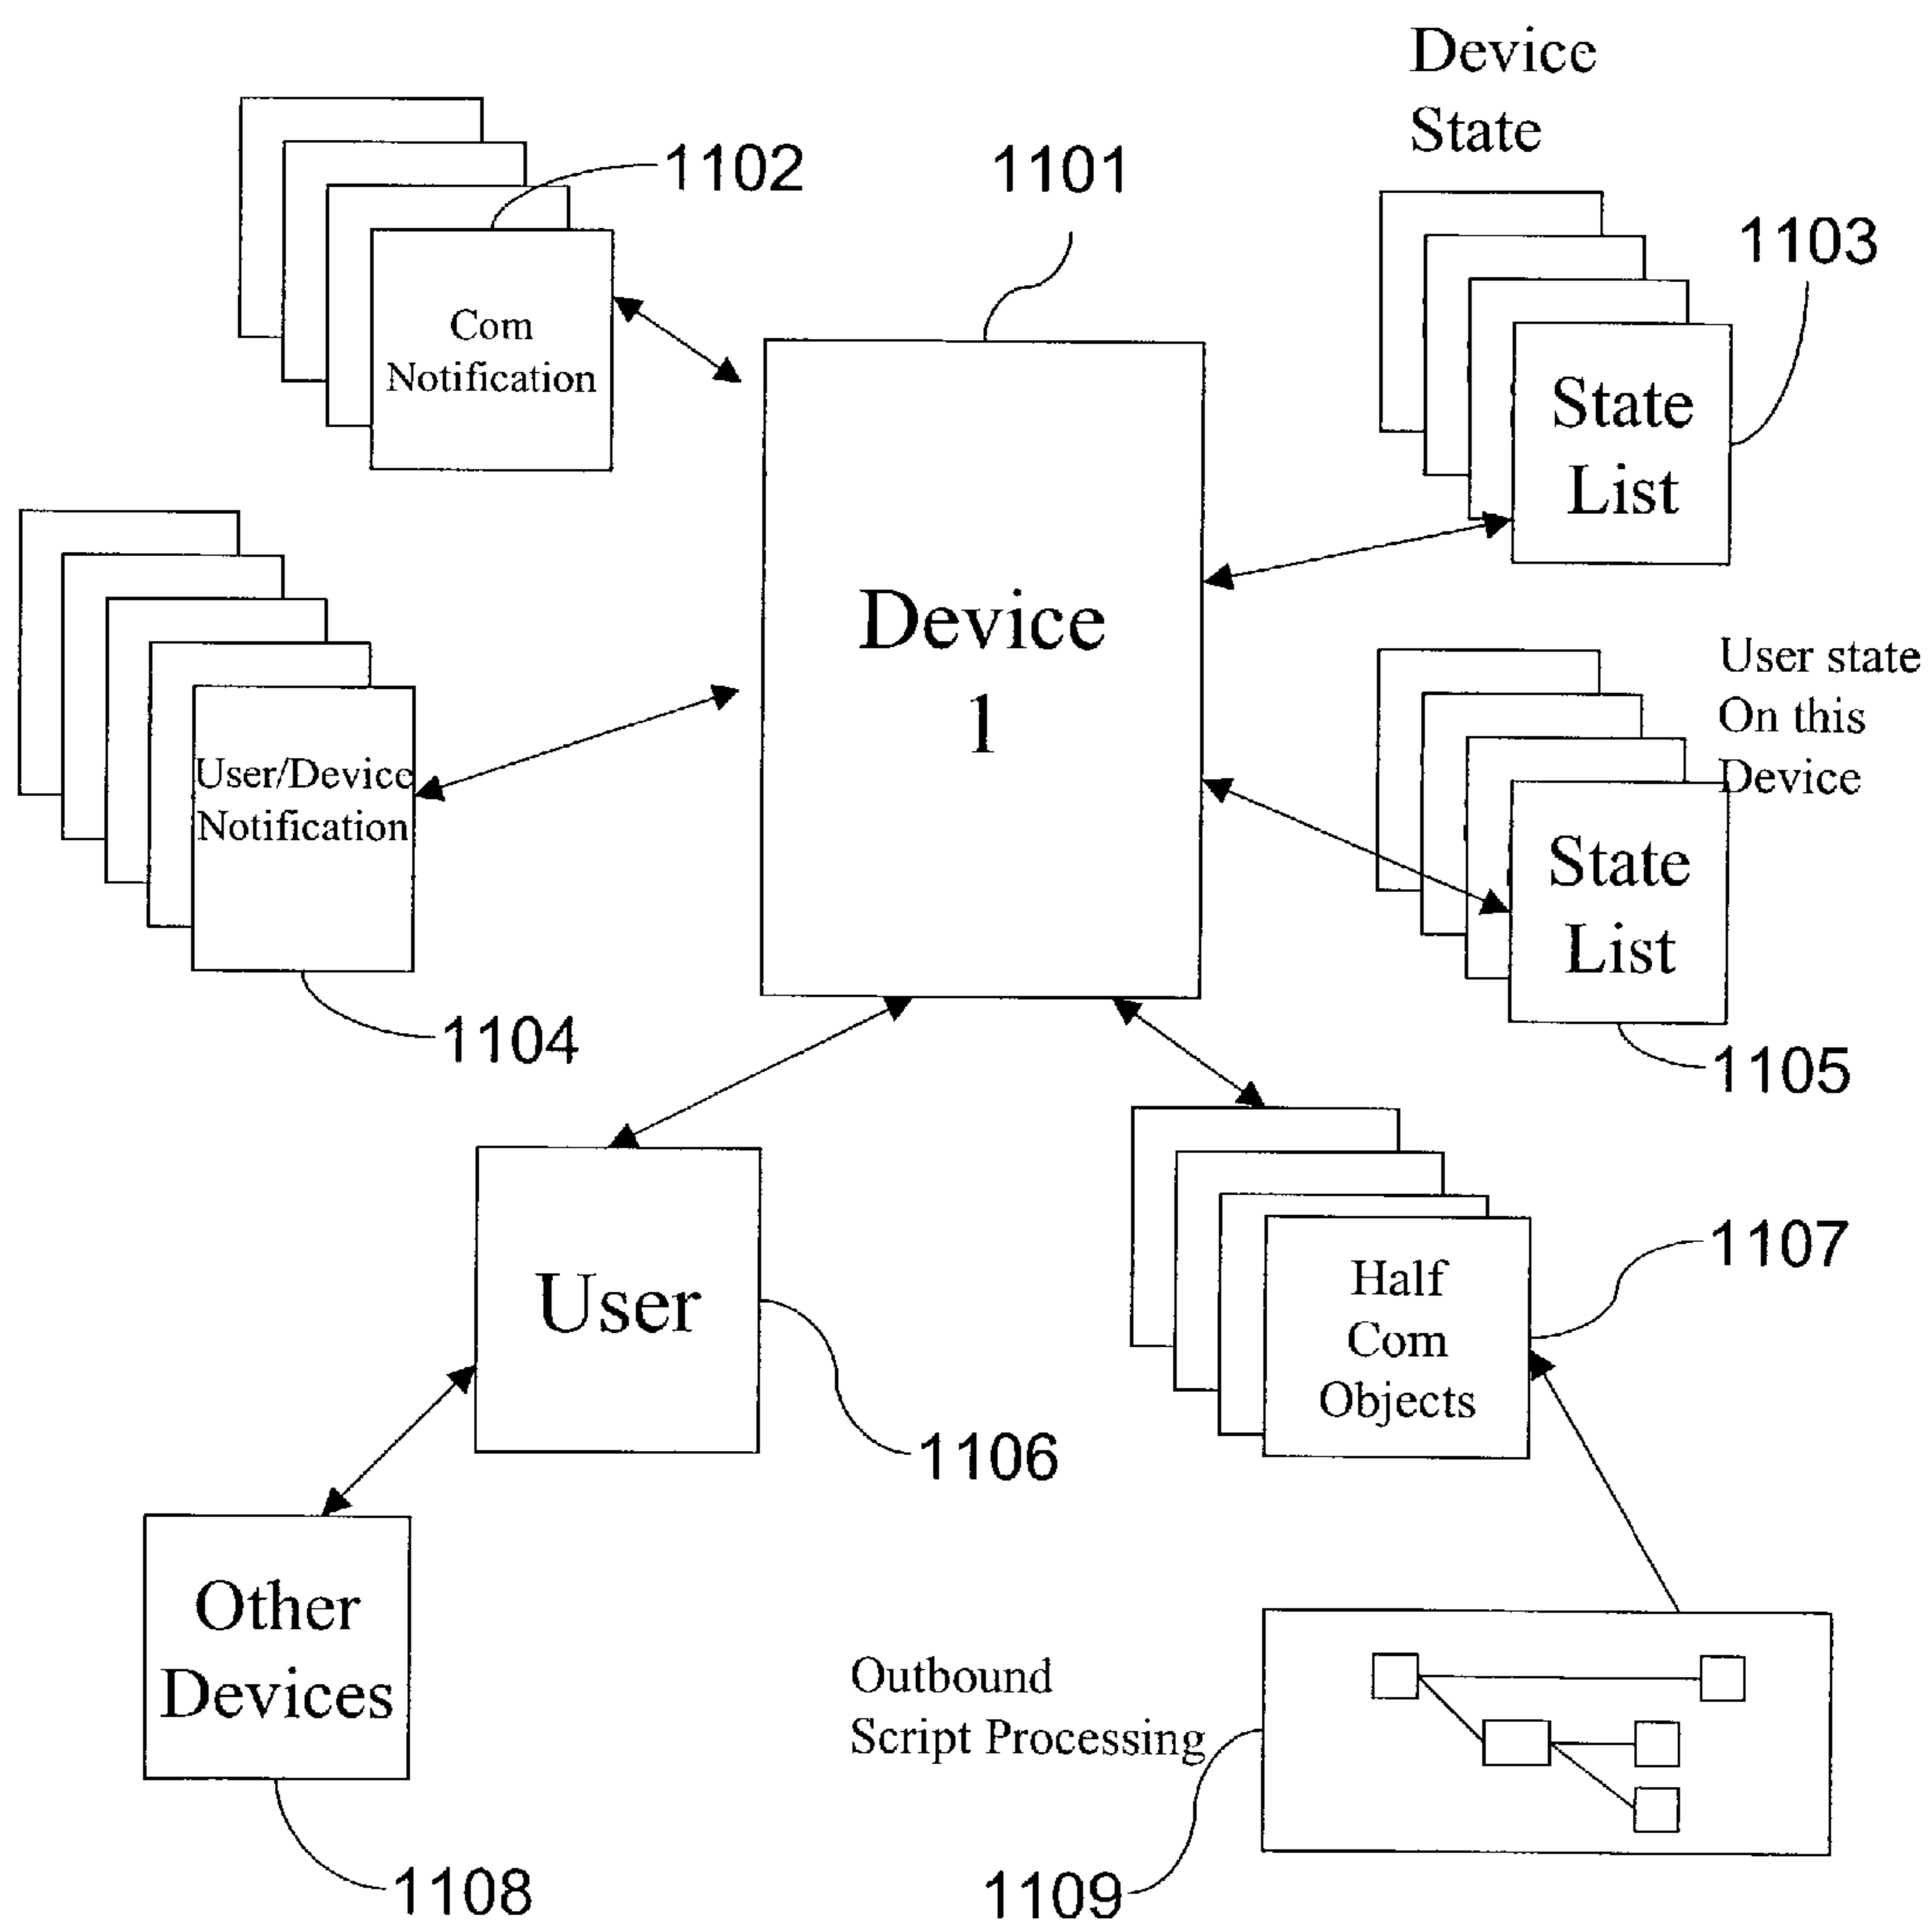 Device
State
1102
1101
1103
Com
Notification
State
List
Device
1
User state
On this
Device
User/Device
Notification
State
List
1104
1105
User
Half
Com
Objects
1107
1106
Other
Devices
Outbound
Script Processing
1108
1109